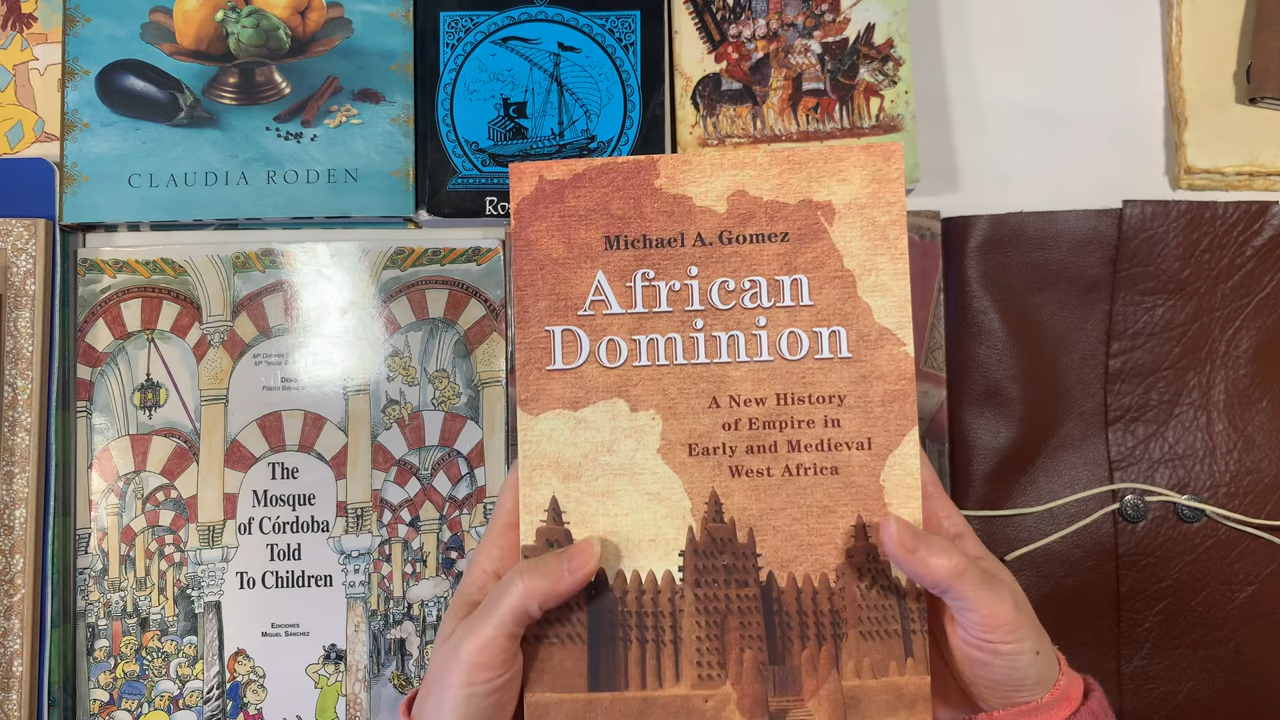 CLAUDIA RODEN
Michael A. Gomez
African
Dominion
A New History
of Empire in
Early and Medieval
West Africa
The
Mosque
of Córdoba
Told
To Children
EDICIONES
MIGUEL SÁNCHEZ